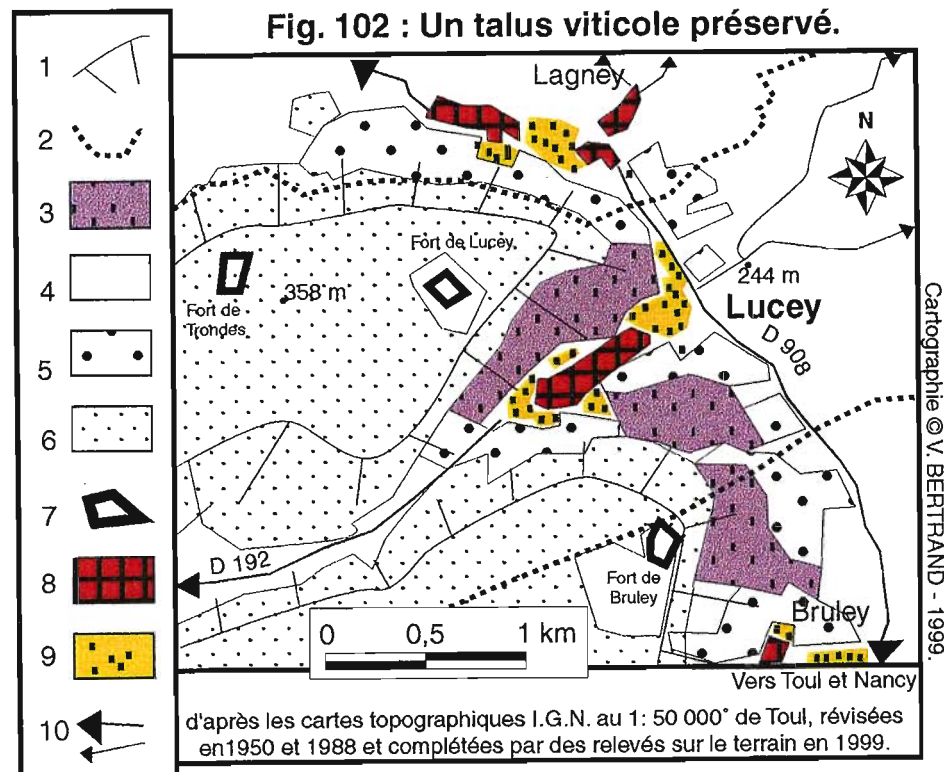 Fig. 102 : Un talus viticole préservé.
1
2
3
4
5
6
7
8
9
10
Lagney
N
Fort de Lucey
244 m
Lucey
358 m
Fort de
Trondes
D 908
D 192
Fort de
Bruley
Bruley
0 0,5 1 km
Vers Toul et Nancy
Cartographie © V. BERTRAND - 1999.
d'après les cartes topographiques I.G.N. au 1: 50 000° de Toul, révisées
en1950 et 1988 et complétées par des relevés sur le terrain en 1999.